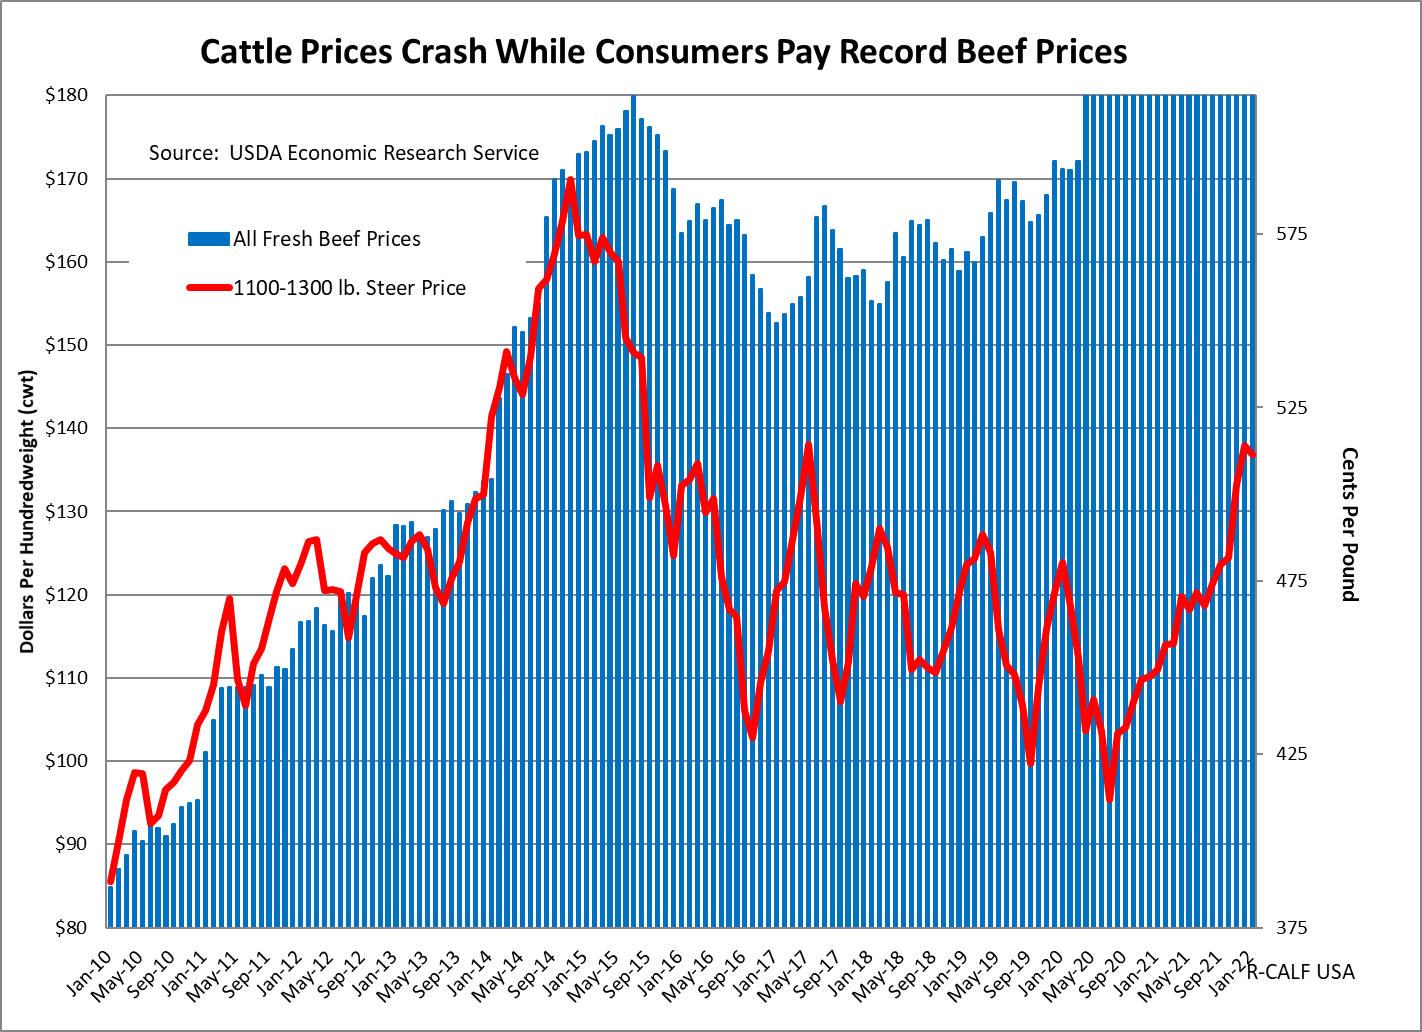 Cattle Prices Crash While Consumers Pay Record Beef Prices
Source: USDA Economic Research Service
All Fresh Beef Prices
1100-1300 lb. Steer Price
Dollars Per Hundredweight (cwt)
$180
$170
$160
$150
$140
$130
$120
$110
$100
$90
$80
575
525
475
425
375
Cents Per Pound
Jan-10
May-10
Sep-10
Jan-11
May-11
Sep-11
Jan-12
May-12
Sep-12
Jan-13
May-13
Sep-13
Jan-14
May-14
Sep-14
Jan-15
May-15
Sep-15
Jan-16
May-16
Sep-16
Jan-17
May-17
Sep-17
Jan-18
May-18
Sep-18
Jan-19
May-19
Sep-19
Jan-20
May-20
Sep-20
Jan-21
May-21
Sep-21
Jan-22
R-CALF USA